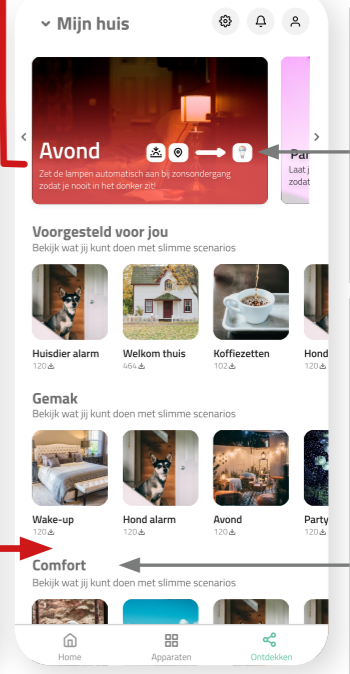 Mijn huis
Avond
Zet de lampen automatisch aan bij zonsondergang
zodat je nooit in het donker zit!
Laat j
zodat
Voorgesteld voor jou
Bekijk wat jij kunt doen met slimme scenarios
Huisdier alarm Welkom thuis Koffiezetten Hond
120 464 102 120
Gemak
Bekijk wat jij kunt doen met slimme scenarios
Wake-up Hond alarm Avond Party
120 120 120 120
Comfort
Bekijk wat jij kunt doen met slimme scenarios
Home Apparaten Ontdekken